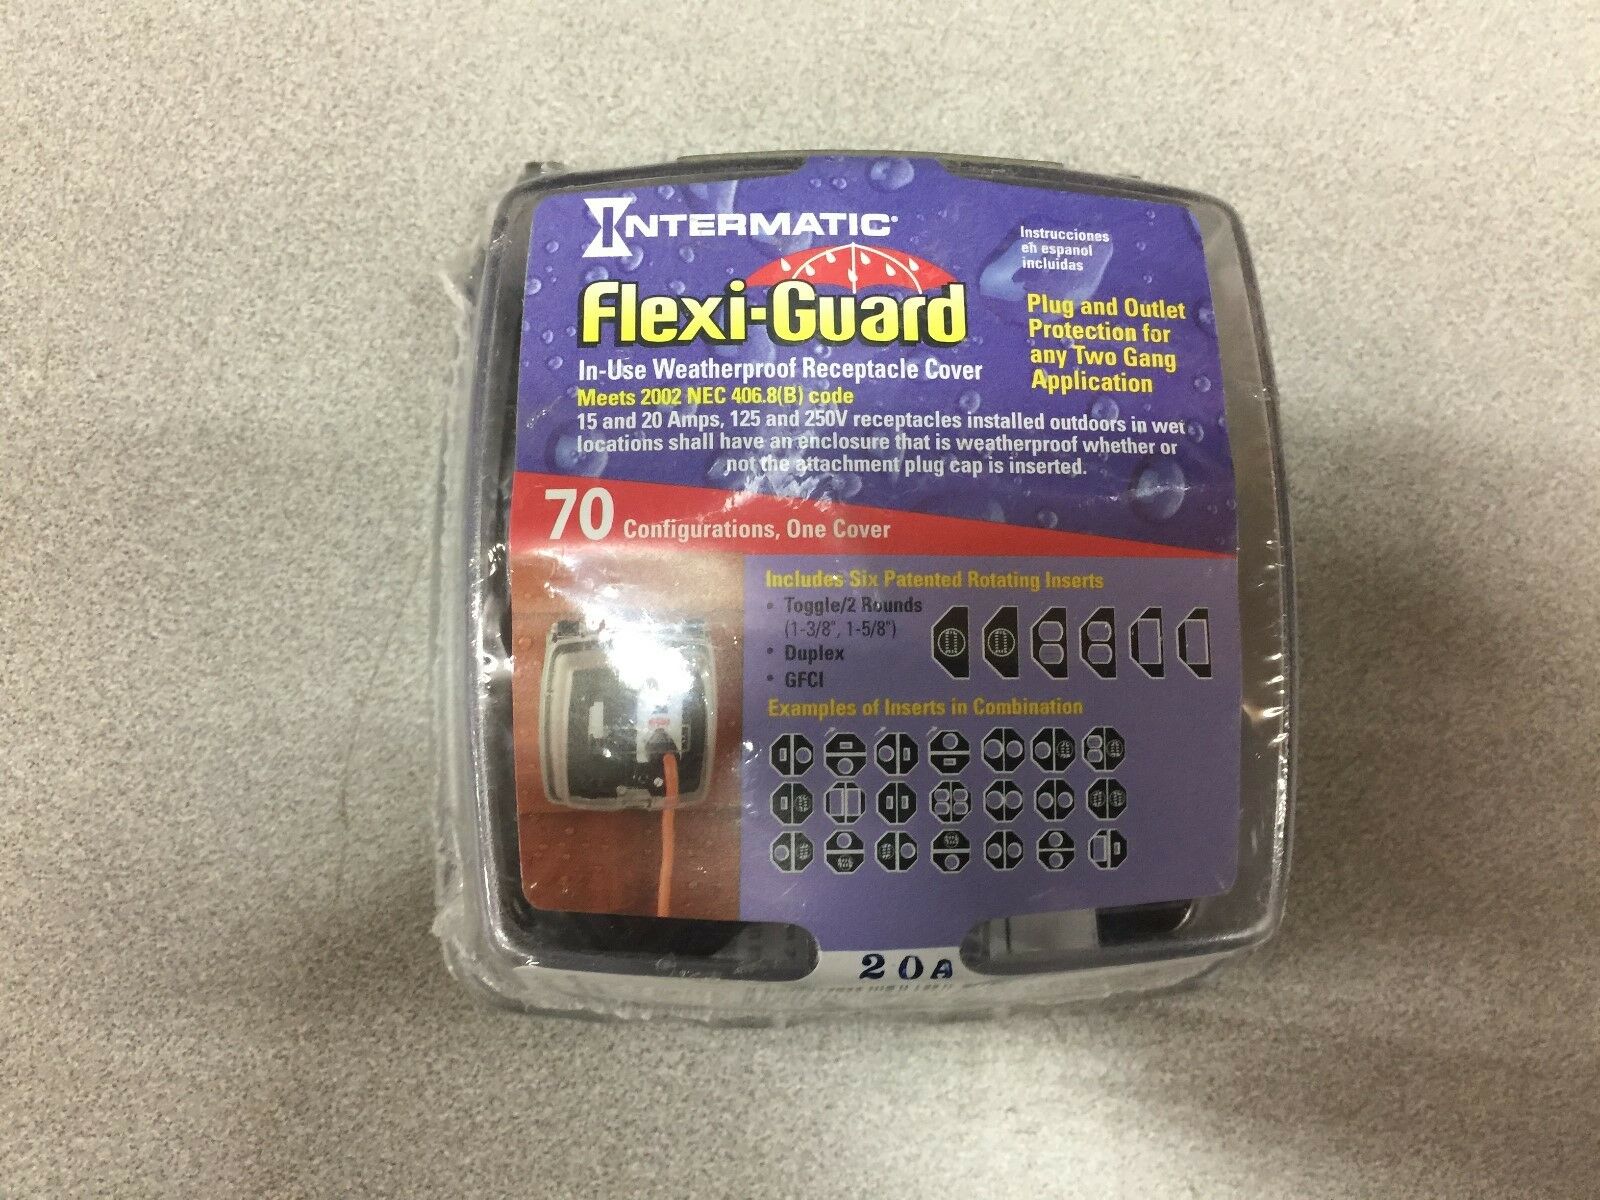 INTERMATIC
Flexi-Guard
In-Use Weatherproof Receptacle Cover
Meets 2002 NEC 406.8(B) code
15 and 20 Amps, 125 and 250V receptacles installed outdoors in wet
locations shall have an enclosure that is weatherproof whether or
not the attachment plug cap is inserted.
Instrucciones
eh espanol
incluidas
Plug and Outlet
Protection for
any Two Gang
Application
70 Configurations, One Cover
Includes Six Patented Rotating Inserts
• Toggle/2 Rounds
(1-3/8", 1-5/8")
• Duplex
• GFCI
Examples of Inserts in Combination
20A